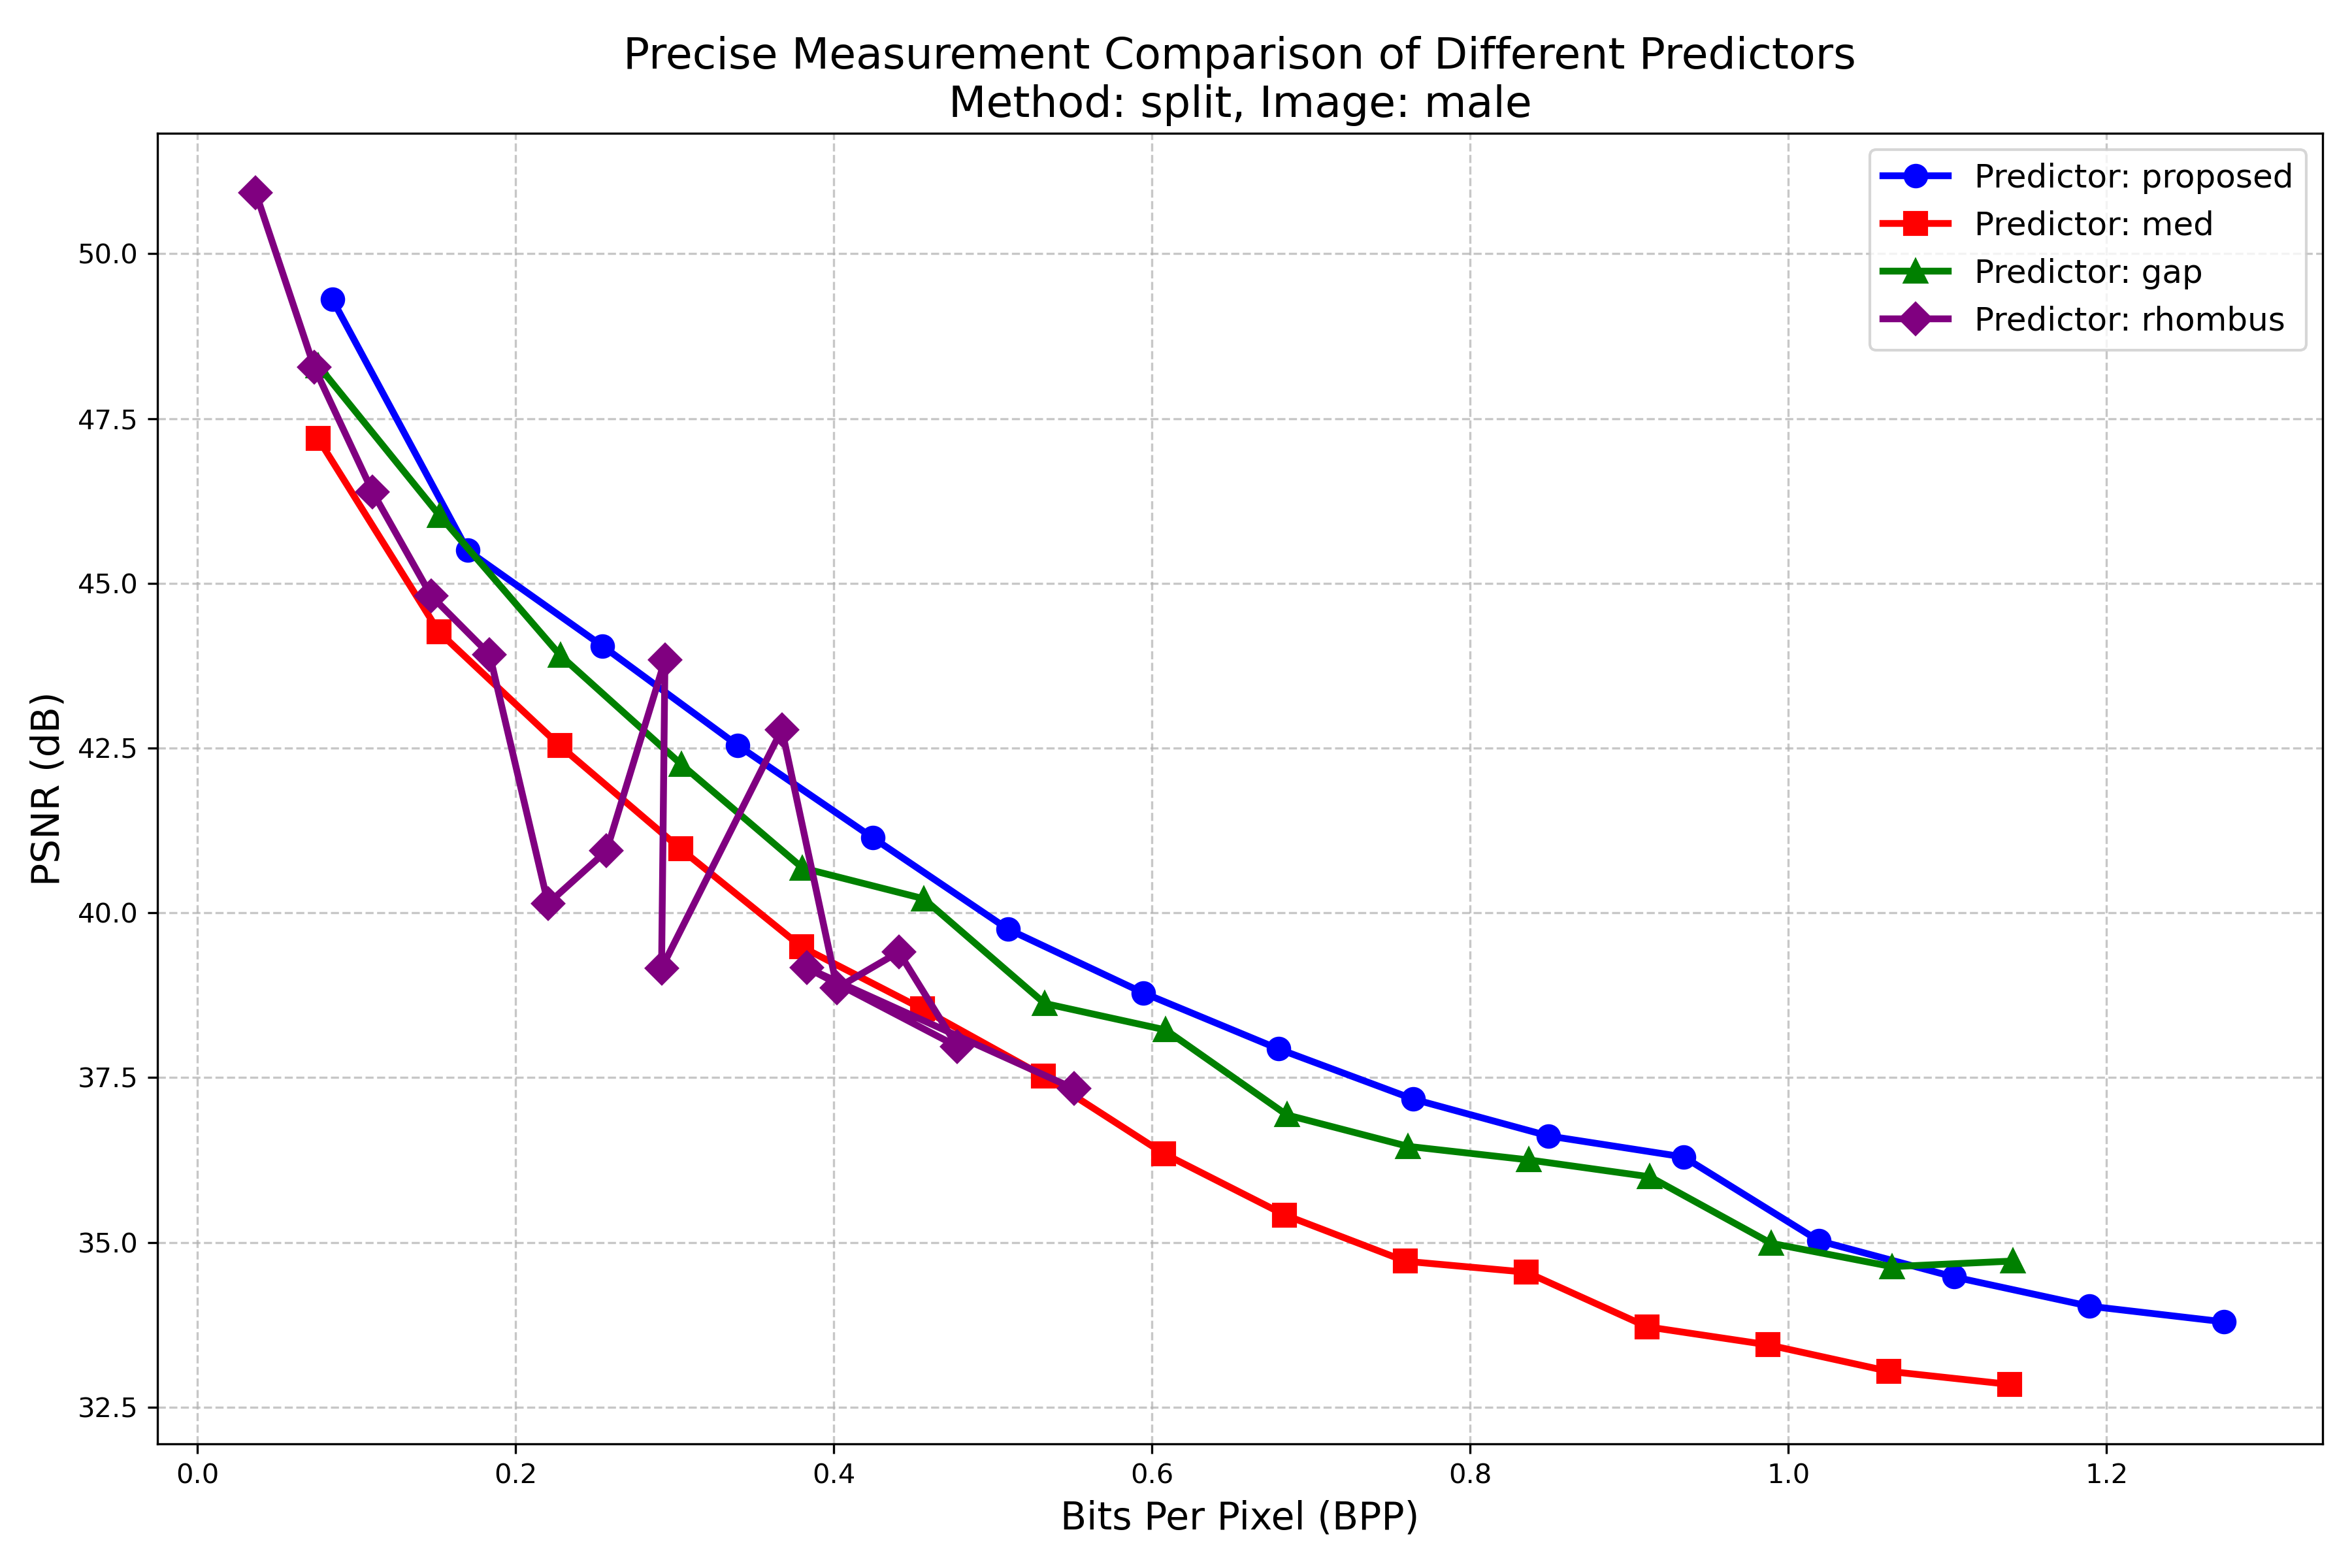 Precise Measurement Comparison of Different Predictors
Method: split, Image: male
Predictor: proposed
Predictor: med
Predictor: gap
Predictor: rhombus
PSNR (dB)
50.0
47.5
45.0
42.5
40.0
37.5
35.0
32.5
0.0 0.2 0.4 0.6 0.8 1.0 1.2
Bits Per Pixel (BPP)